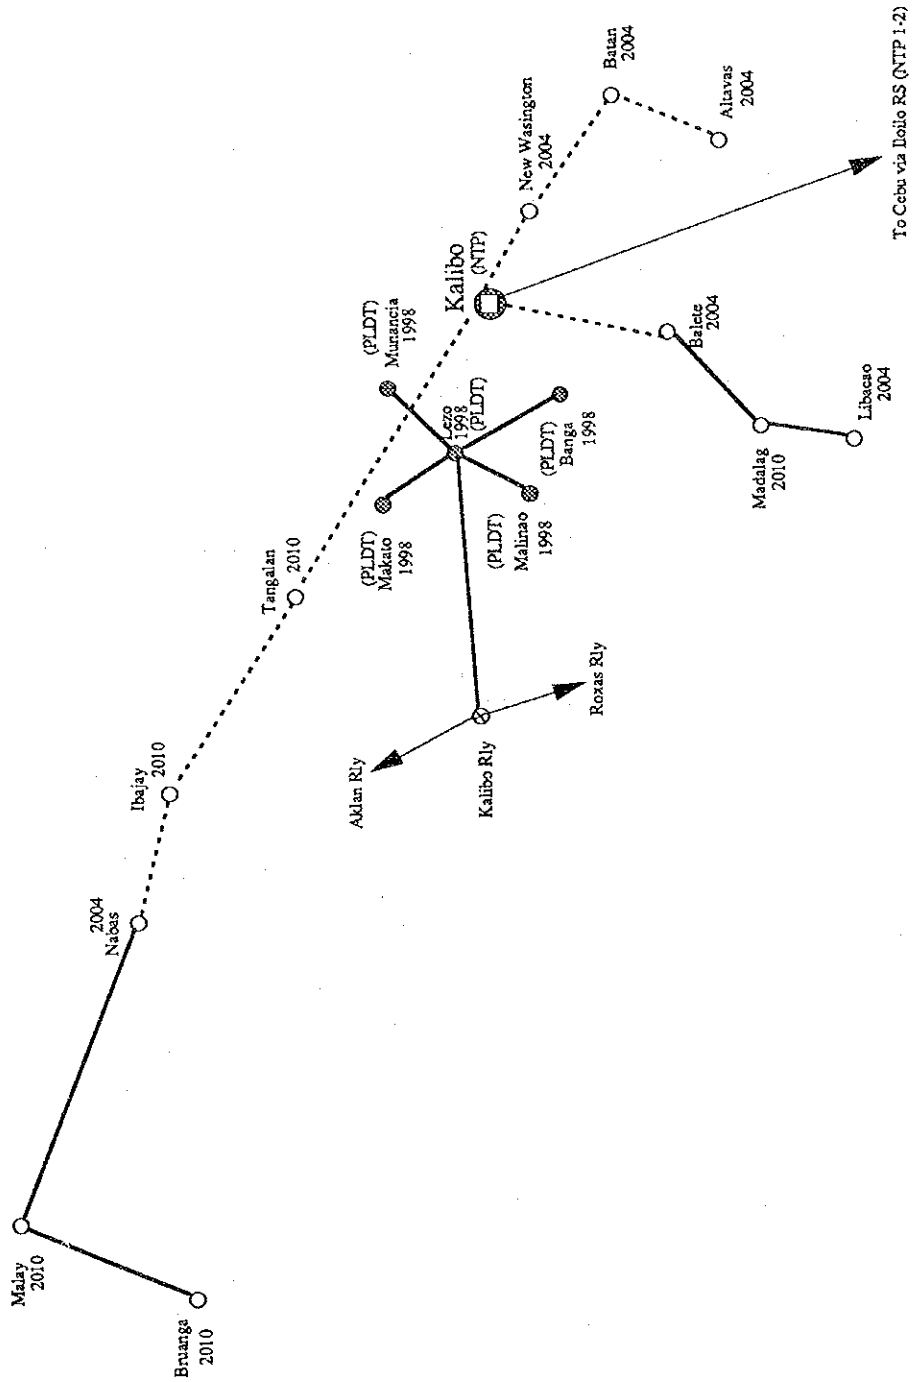 Malay
2010
Bruanga
2010
2004
Nabas
Ibajay
2010
Tangalan
2010
Aklan Rly
Kalibo Rly
Roxas Rly
(PLDT)
Makato
1998
(PLDT)
Munancia
1998
Lezo
1998
(PLDT)
(PLDT)
Malinao
1998
(PLDT)
Banga
1998
Kalibo
(NTP)
New Wasington
2004
Batan
2004
Altavas
2004
Balete
2004
Madalag
2010
Libacao
2004
To Cebu via Iloilo RS (NTP 1-2)